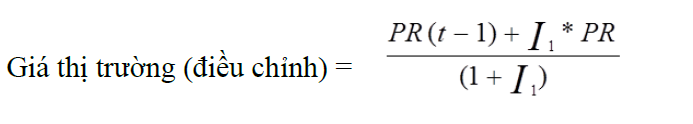 Giá thị trường (điều chỉnh) =
PR (t – 1) + I₁ * PR
(1 + I₁)